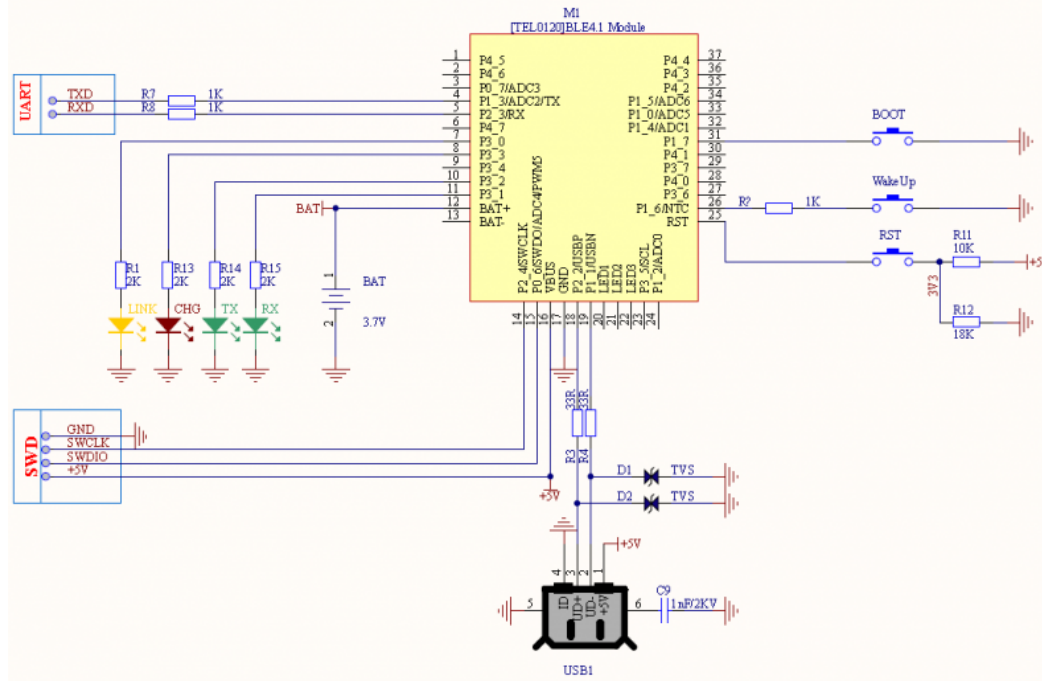 M1
[TEL0120]BLE4.1 Module
1 P4_5
2 P4_6
3 P0_7/ADC3
4 P1_3/ADC2/TX
5 P2_3/RX
6 P4_7
7 P3_0
8 P3_3
9 P3_4
10 P3_2
11 P3_1
12 BAT+
13 BAT-
P4_4 37
P4_3 36
P4_2 35
P1_5/ADC6 34
P1_0/ADC5 33
P1_4/ADC1 32
P1_7 31
P4_1 30
P3_7 29
P4_0 28
P3_6 27
P1_6/NTC 26
RST 25
P2_4/SWCLK 14
P0_6/SWDO/ADC4/PWM5 15
VBUS 16
GND 17
P2_2/USBP 18
P1_1/USBN 19
LED1 20
LED2 21
LED3 22
P3_5/SCL 23
P1_2/ADC0 24
UART
TXD R7 1K
RXD R8 1K
BOOT
WakeUp
R? 1K
RST
R11
10K
+5
3V3
R12
18K
BAT
R1
2K
R13
2K
R14
2K
R15
2K
LINK
CHG
TX
RX
BAT
1
2
3.7V
SWD
GND
SWCLK
SWDIO
+5V
+5V
33R
33R
R3
R4
D1 TVS
D2 TVS
+5V
4 3 2 1
ID
UD+
UD-
+5V
5
6
C9
1nF/2KV
USB1